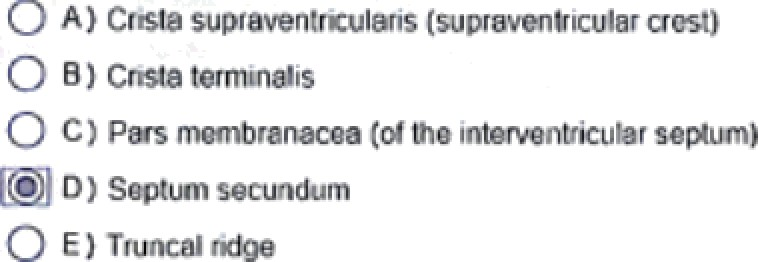 A) Crista supraventricularis (supraventricular crest)
B) Crista terminalis
C) Pars membranacea (of the interventricular septum)
D) Septum secundum
E) Truncal ridge